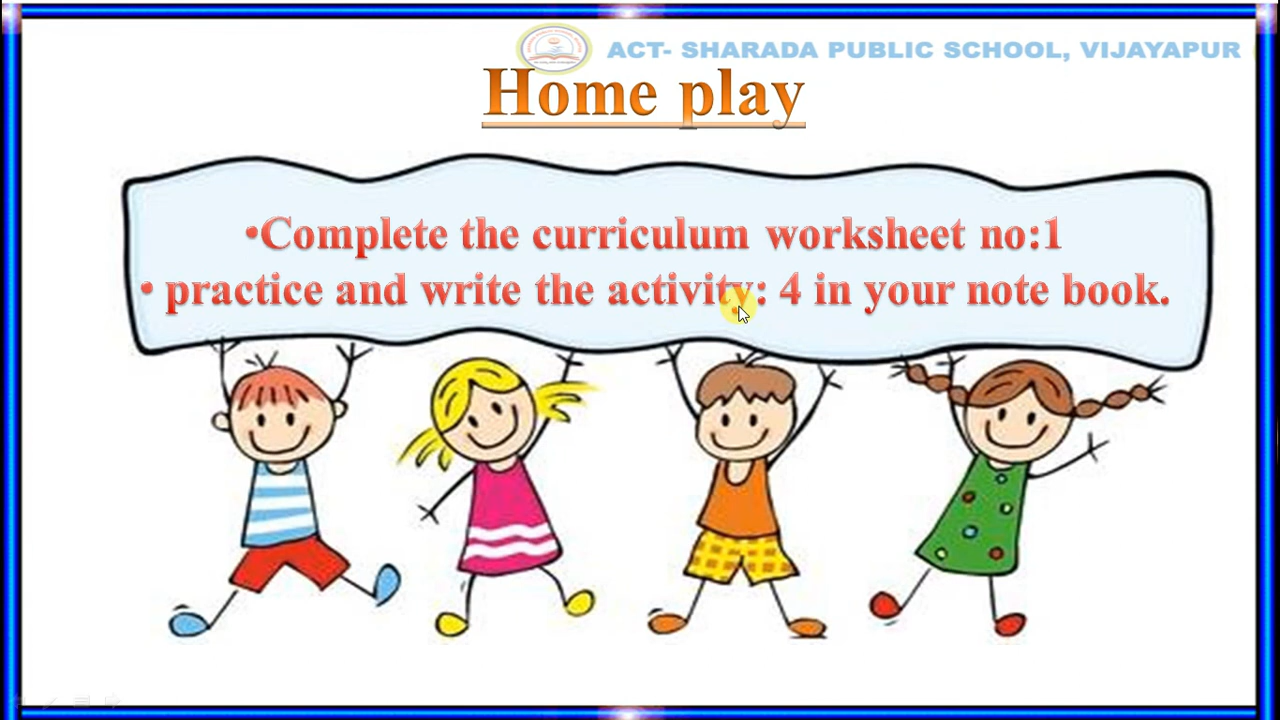 ACT- SHARADA PUBLIC SCHOOL, VIJAYAPUR
Home play
•Complete the curriculum worksheet no:1
• practice and write the activity: 4 in your note book.